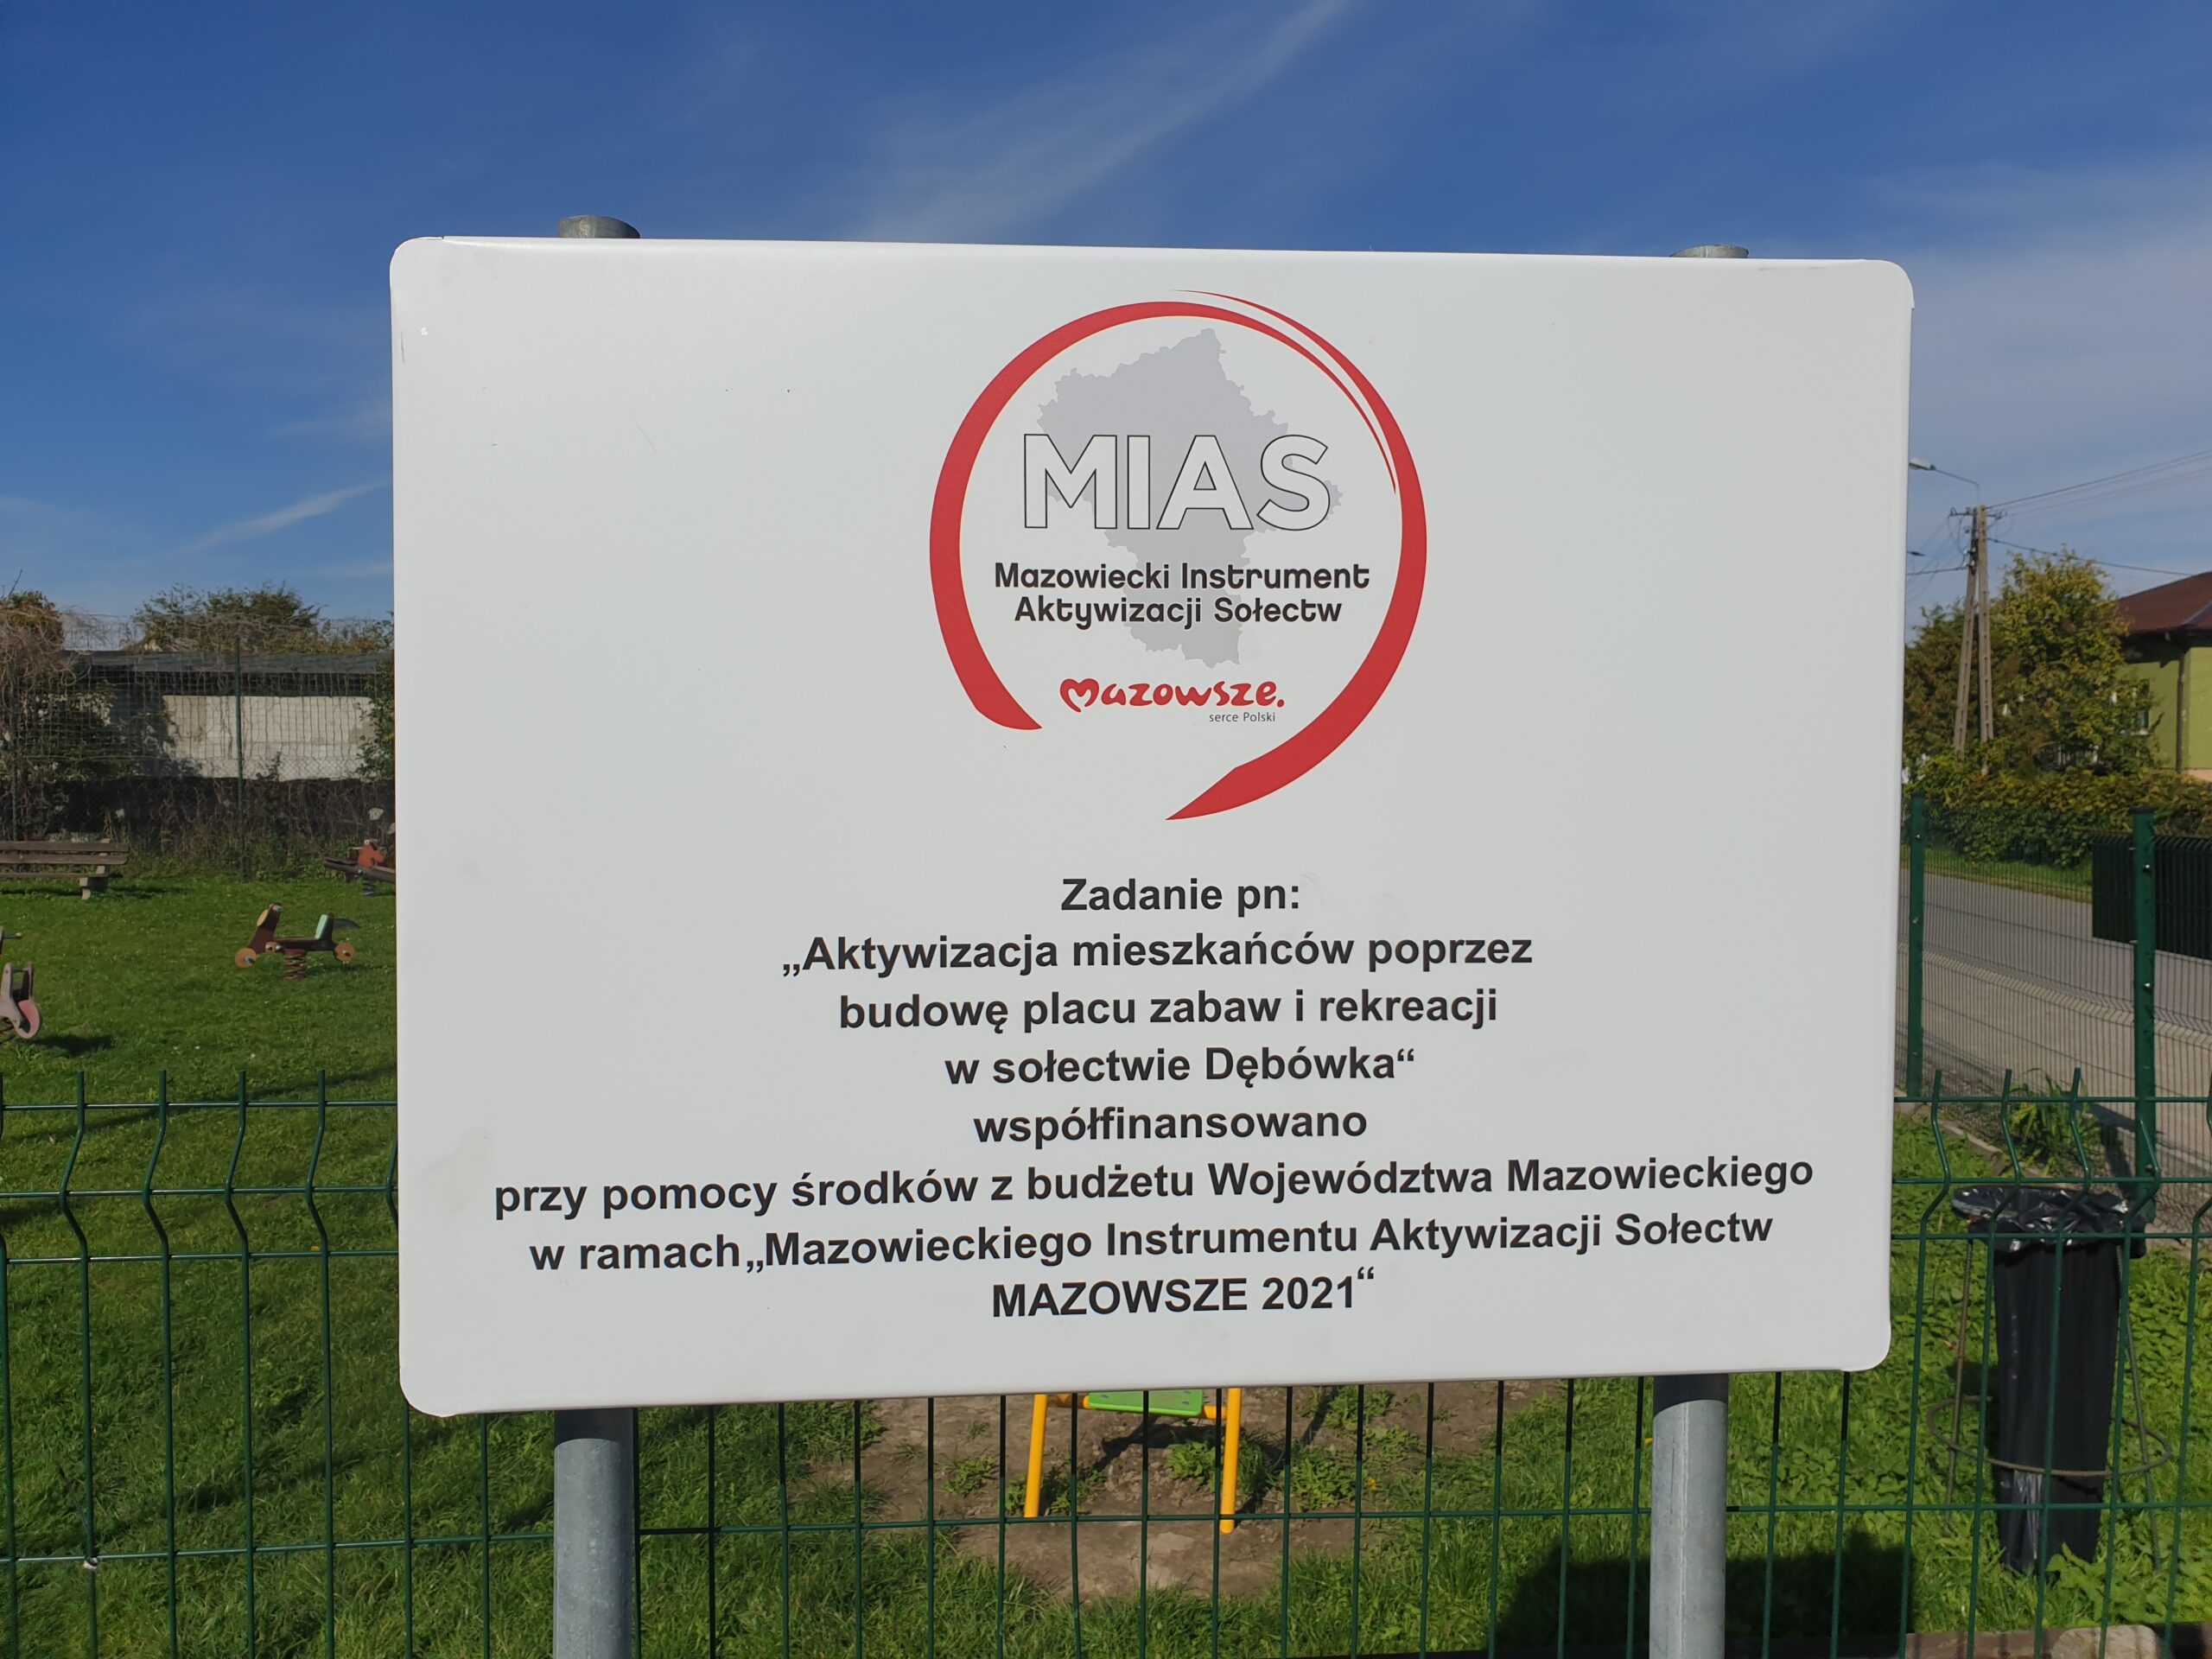 MIAS
Mazowiecki Instrument
Aktywizacji Sołectw
Mazowsze.
serce Polski
Zadanie pn:
„Aktywizacja mieszkańców poprzez
budowę placu zabaw i rekreacji
w sołectwie Dębówka“
współfinansowano
przy pomocy środków z budżetu Województwa Mazowieckiego
w ramach„Mazowieckiego Instrumentu Aktywizacji Sołectw
MAZOWSZE 2021“